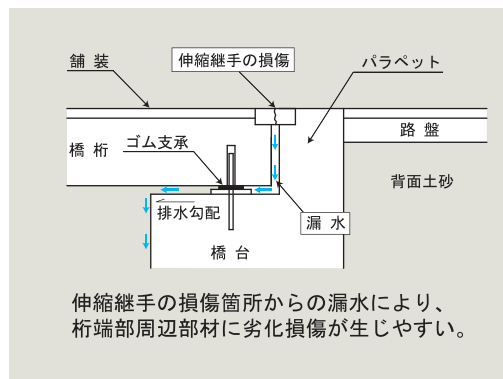 舗装
伸縮継手の損傷
パラペット
路盤
橋桁
ゴム支承
背面土砂
排水勾配
漏水
橋台
伸縮継手の損傷箇所からの漏水により、
桁端部周辺部材に劣化損傷が生じやすい。